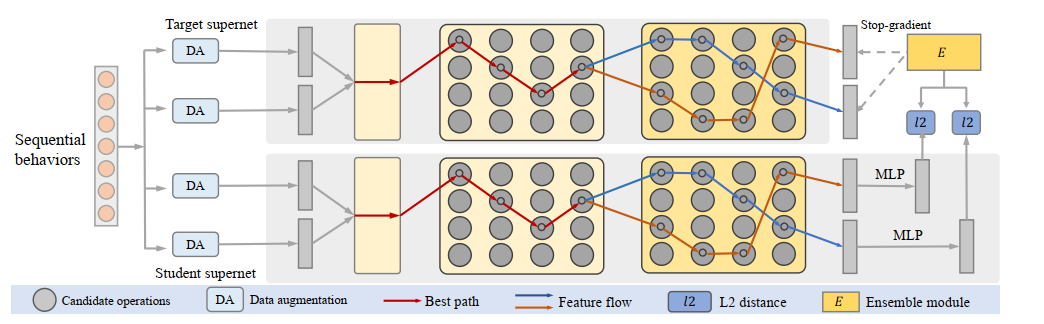 Target supernet
Stop-gradient
DA
E
DA
l2
l2
Sequential
behaviors
DA
MLP
DA
MLP
Student supernet
Candidate operations
DA
Data augmentation
Best path
Feature flow
l2
L2 distance
E
Ensemble module